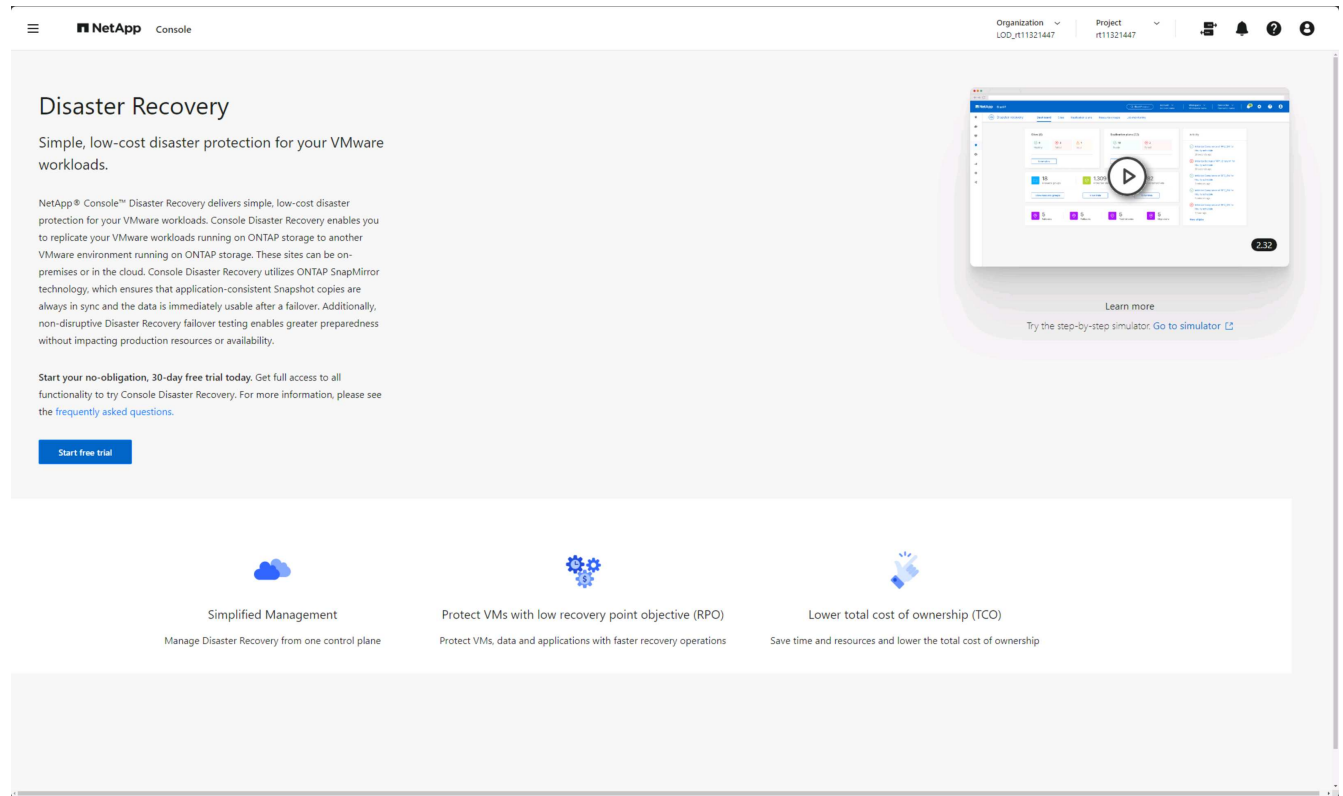 NetApp Console
Organization
LOD_rt11321447
Project
rt11321447
Disaster Recovery
Simple, low-cost disaster protection for your VMware
workloads.
NetApp® Console™ Disaster Recovery delivers simple, low-cost disaster
protection for your VMware workloads. Console Disaster Recovery enables you
to replicate your VMware workloads running on ONTAP storage to another
VMware environment running on ONTAP storage. These sites can be on-
premises or in the cloud. Console Disaster Recovery utilizes ONTAP SnapMirror
technology, which ensures that application-consistent Snapshot copies are
always in sync and the data is immediately usable after a failover. Additionally,
non-disruptive Disaster Recovery failover testing enables greater preparedness
without impacting production resources or availability.
Start your no-obligation, 30-day free trial today. Get full access to all
functionality to try Console Disaster Recovery. For more information, please see
the frequently asked questions.
Start free trial
2.32
Learn more
Try the step-by-step simulator. Go to simulator
Simplified Management
Manage Disaster Recovery from one control plane
Protect VMs with low recovery point objective (RPO)
Protect VMs, data and applications with faster recovery operations
Lower total cost of ownership (TCO)
Save time and resources and lower the total cost of ownership